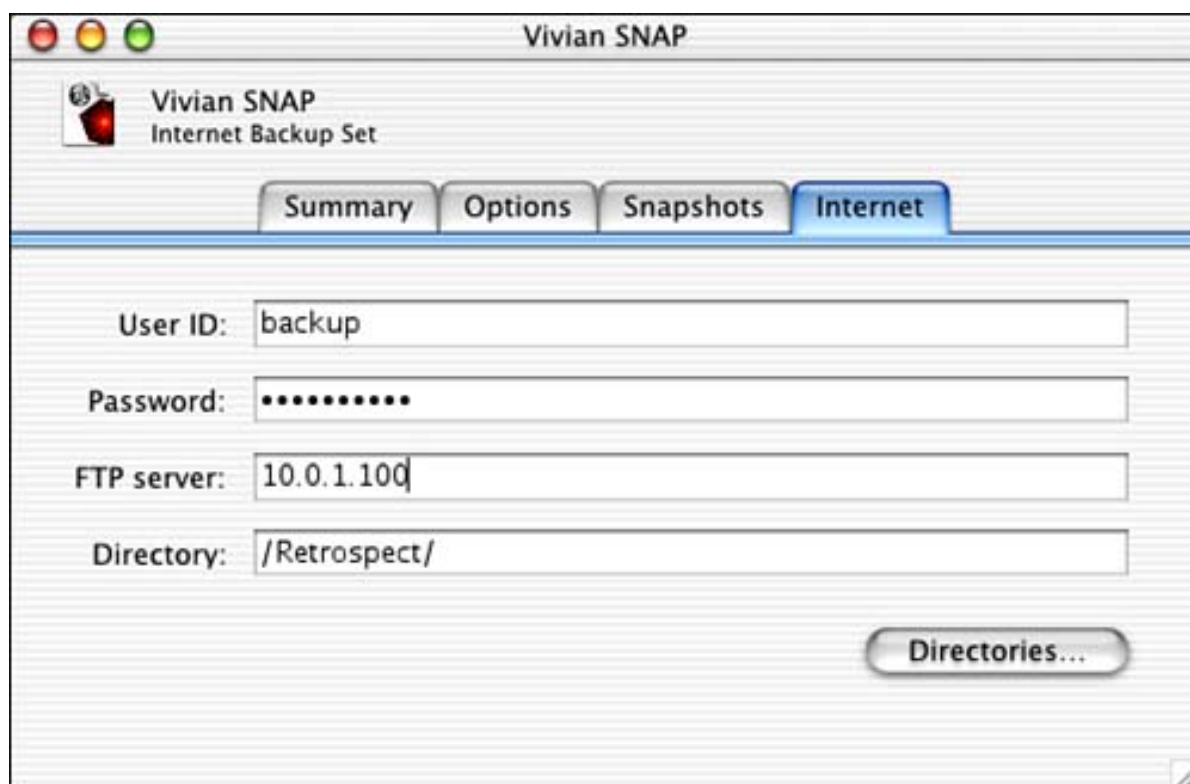 Vivian SNAP
Vivian SNAP
Internet Backup Set
Summary Options Snapshots Internet
User ID: backup
Password: ••••••••••
FTP server: 10.0.1.100
Directory: /Retrospect/
Directories...